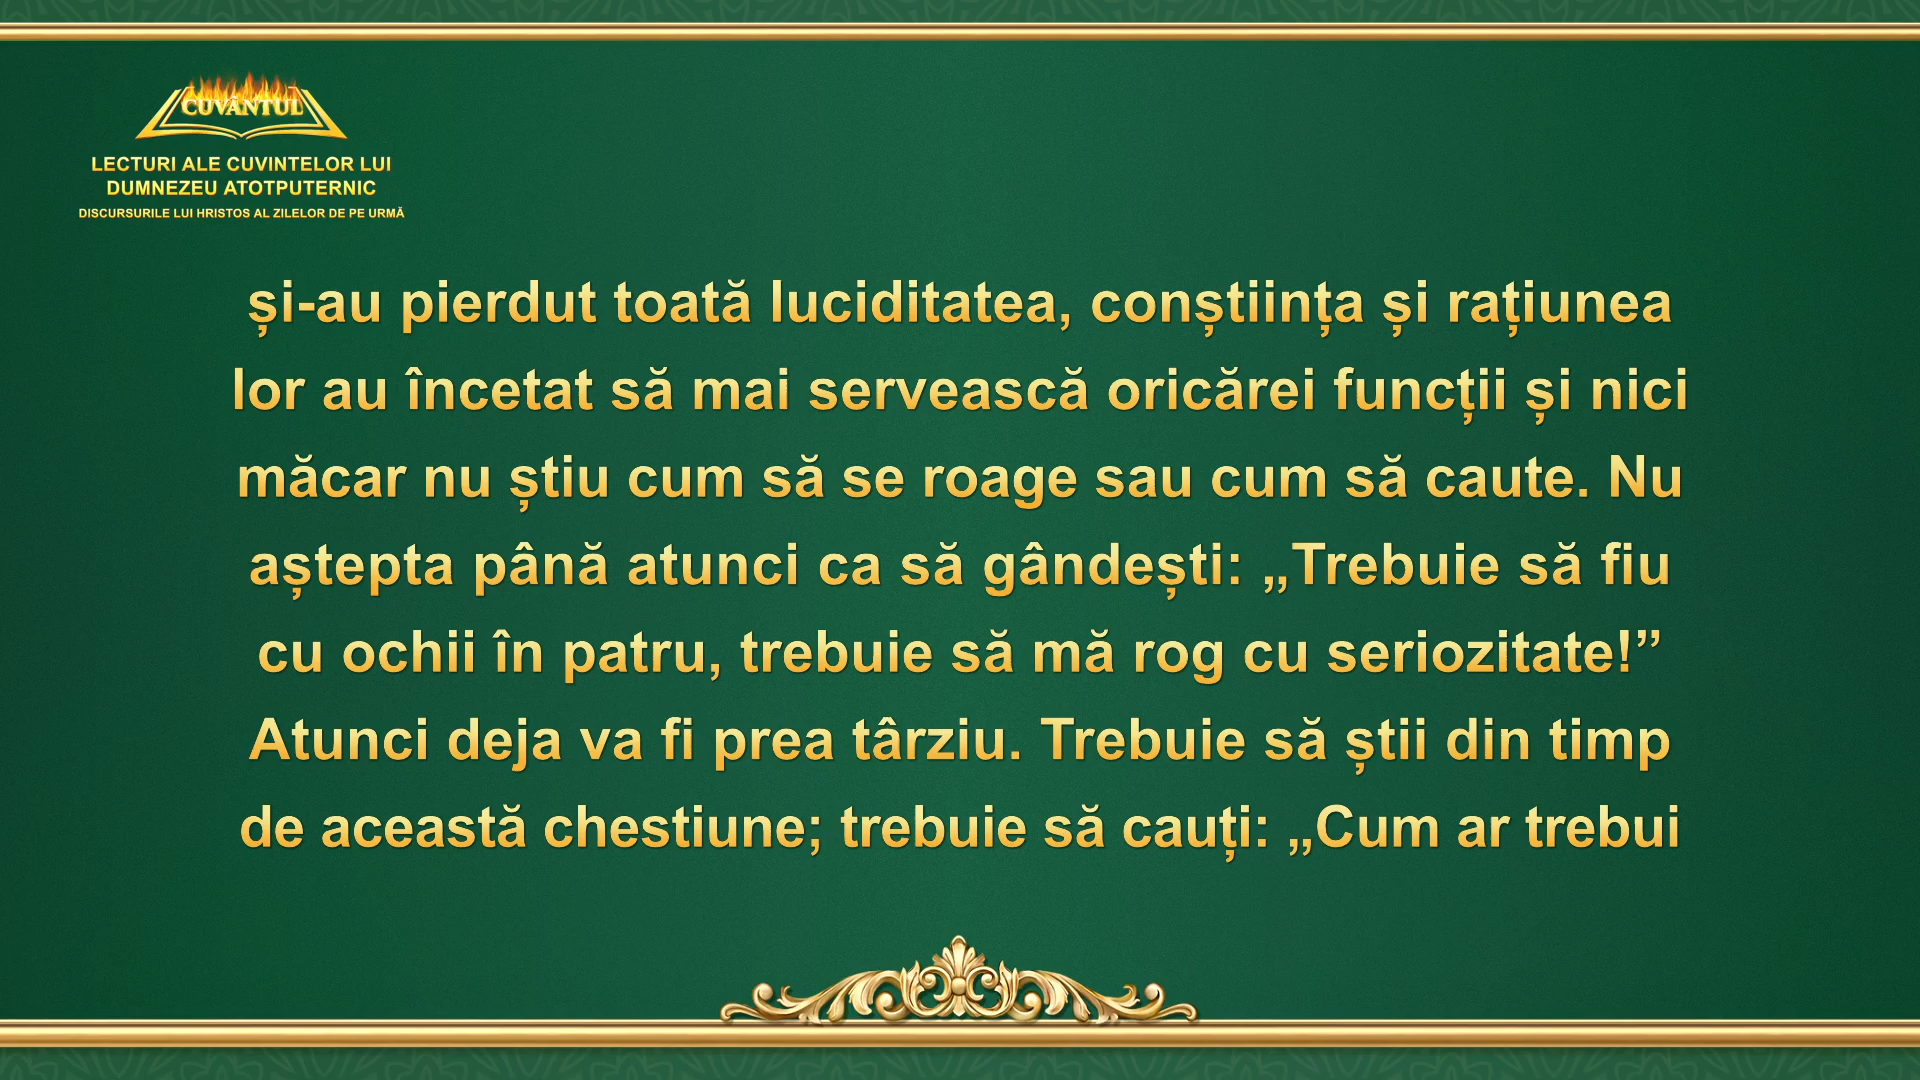 CUVÂNTUL
LECTURI ALE CUVINTELOR LUI
DUMNEZEU ATOTPUTERNIC
DISCURSURILE LUI HRISTOS AL ZILELOR DE PE URMĂ
și-au pierdut toată luciditatea, conștiința și rațiunea
lor au încetat să mai servească oricărei funcții și nici
măcar nu știu cum să se roage sau cum să caute. Nu
aștepta până atunci ca să gândești: „Trebuie să fiu
cu ochii în patru, trebuie să mă rog cu seriozitate!”
Atunci deja va fi prea târziu. Trebuie să știi din timp
de această chestiune; trebuie să cauți: „Cum ar trebui